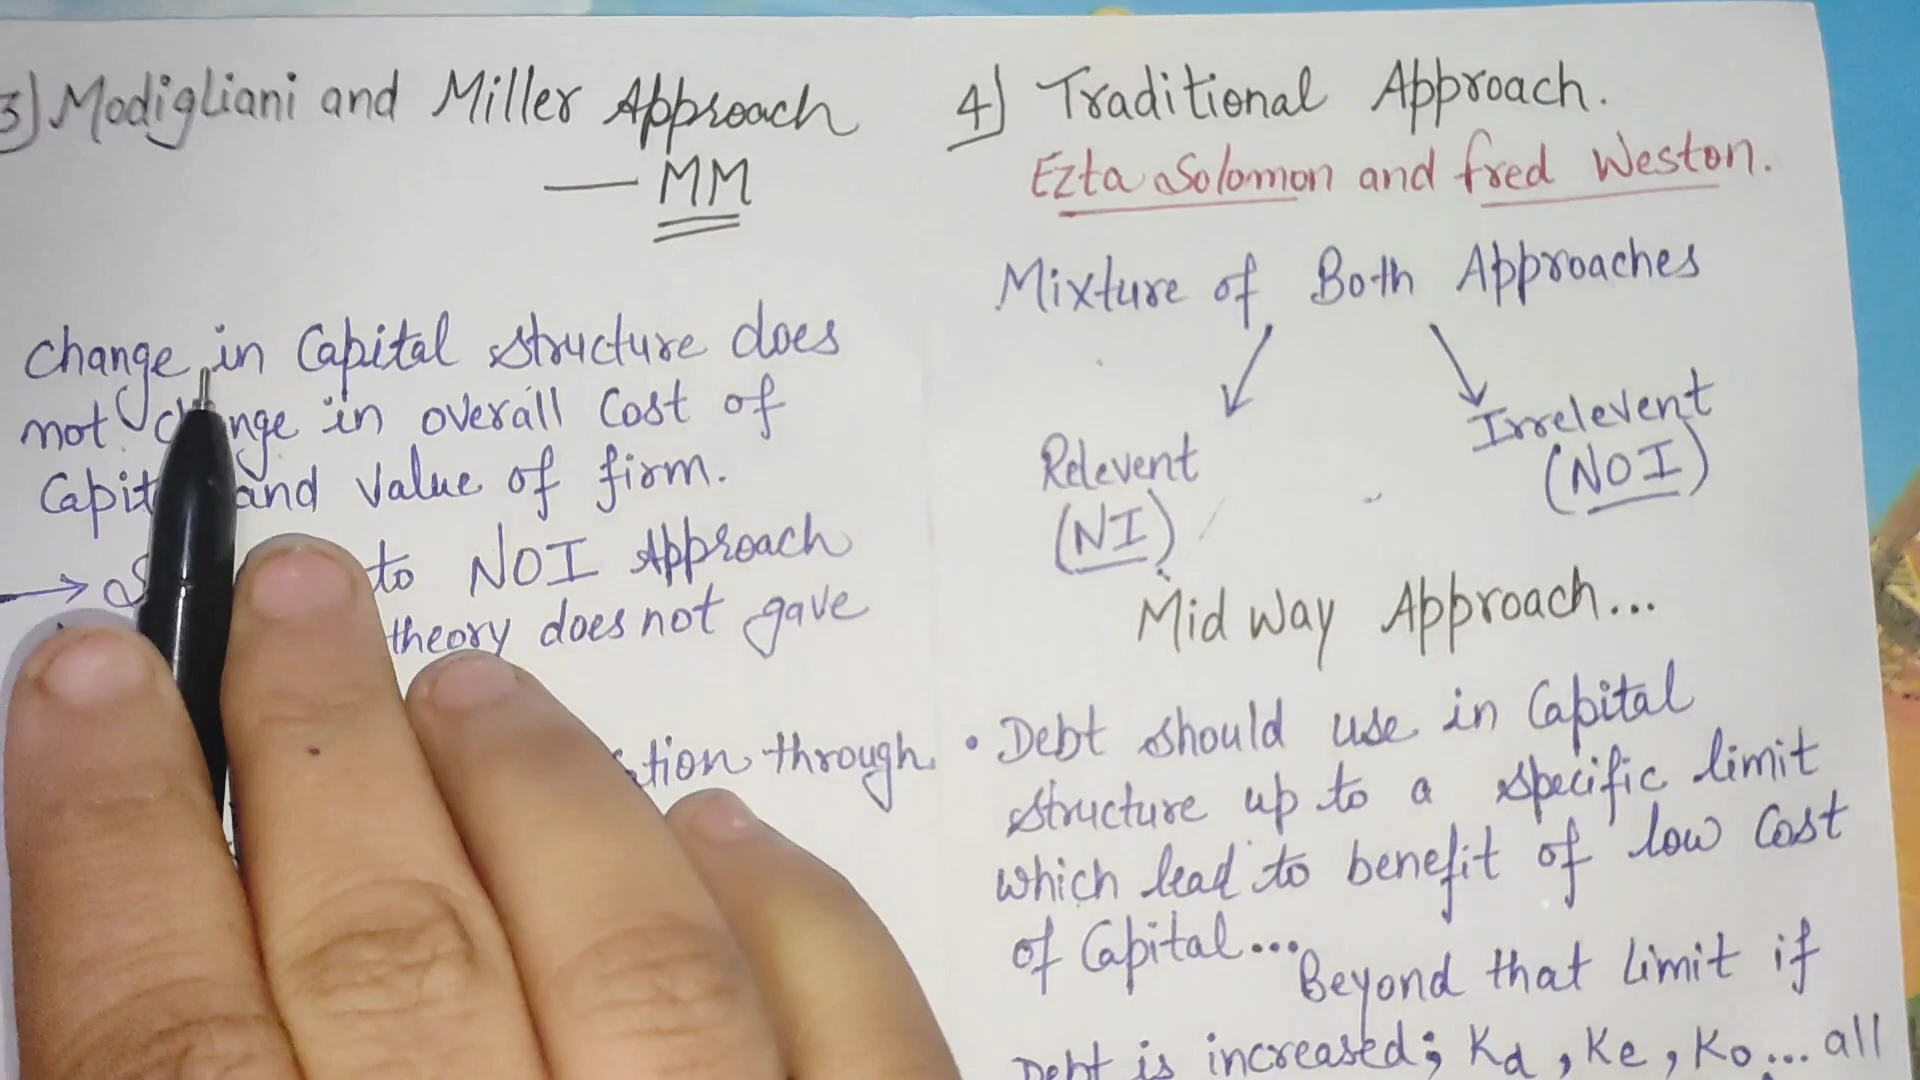 3) Modigliani and Miller Approach
— MM
change in Capital structure does
not change in overall Cost of
and value of firm.
to NOI Approach
theory does not gave
through
4) Traditional Approach.
Ezta Solomon and fred Weston.
Mixture of Both Approaches
Relevent
(NI)
Irrelevent
(NOI)
Mid way Approach...
• Debt should use in Capital
structure up to a specific limit
which lead to benefit of low Cost
of Capital...
Beyond that limit if
Debt is increased; Kd, Ke, Ko... all